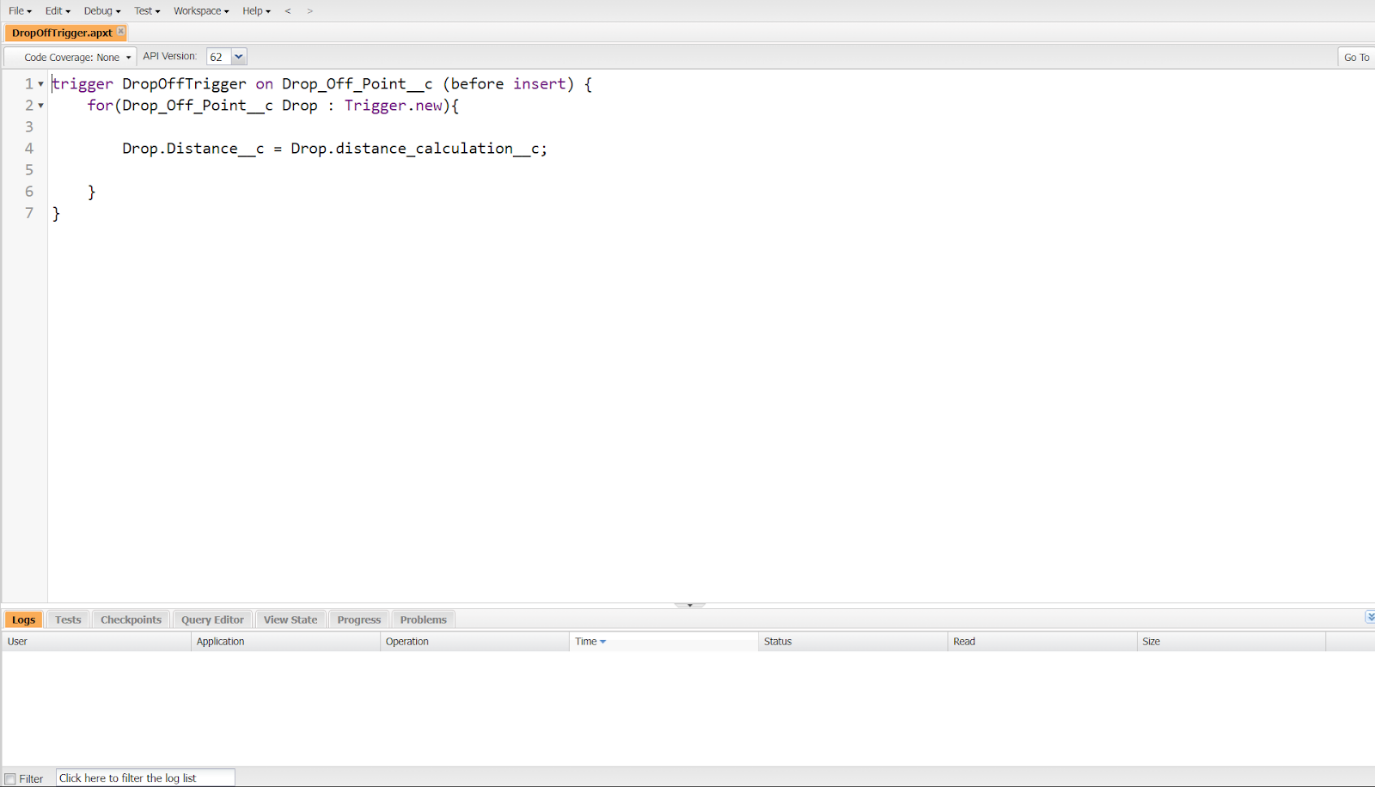 File Edit Debug Test Workspace Help < >
DropOffTrigger.apxt
Code Coverage: None API Version: 62 Go To
1 trigger DropOffTrigger on Drop_Off_Point__c (before insert) {
2 for(Drop_Off_Point__c Drop : Trigger.new){
3
4 Drop.Distance__c = Drop.distance_calculation__c;
5
6 }
7 }
Logs Tests Checkpoints Query Editor View State Progress Problems
User Application Operation Time Status Read Size
Filter Click here to filter the log list